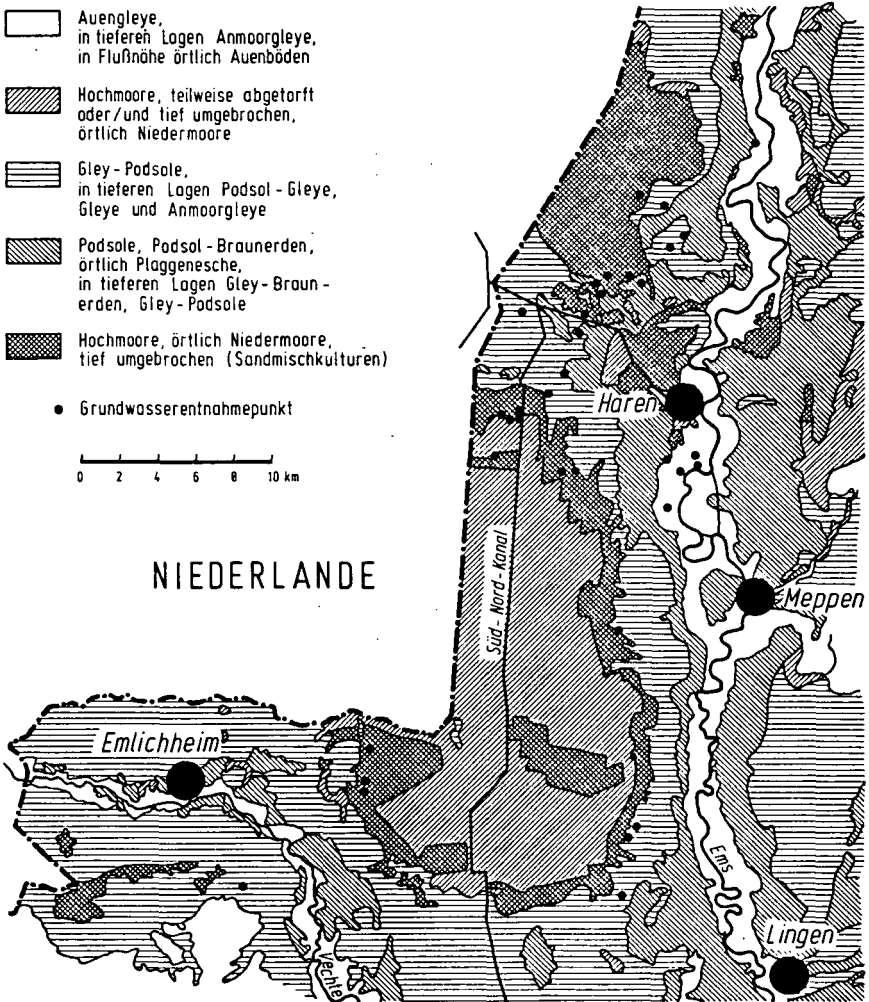 Auengleye,
in tieferen Lagen Anmoorgleye,
in Flußnähe örtlich Auenböden
Hochmoore, teilweise abgetorft
oder/und tief umgebrochen,
örtlich Niedermoore
Gley-Podsole,
in tieferen Lagen Podsol-Gleye,
Gleye und Anmoorgleye
Podsole, Podsol-Braunerden,
örtlich Plaggenesche,
in tieferen Lagen Gley-Braun-
erden, Gley-Podsole
Hochmoore, örtlich Niedermoore,
tief umgebrochen (Sandmischkulturen)
Grundwasserentnahmepunkt
0 2 4 6 8 10 km
NIEDERLANDE
Haren
Süd-Nord-Kanal
Meppen
Emlichheim
Ems
Lingen
Vechte